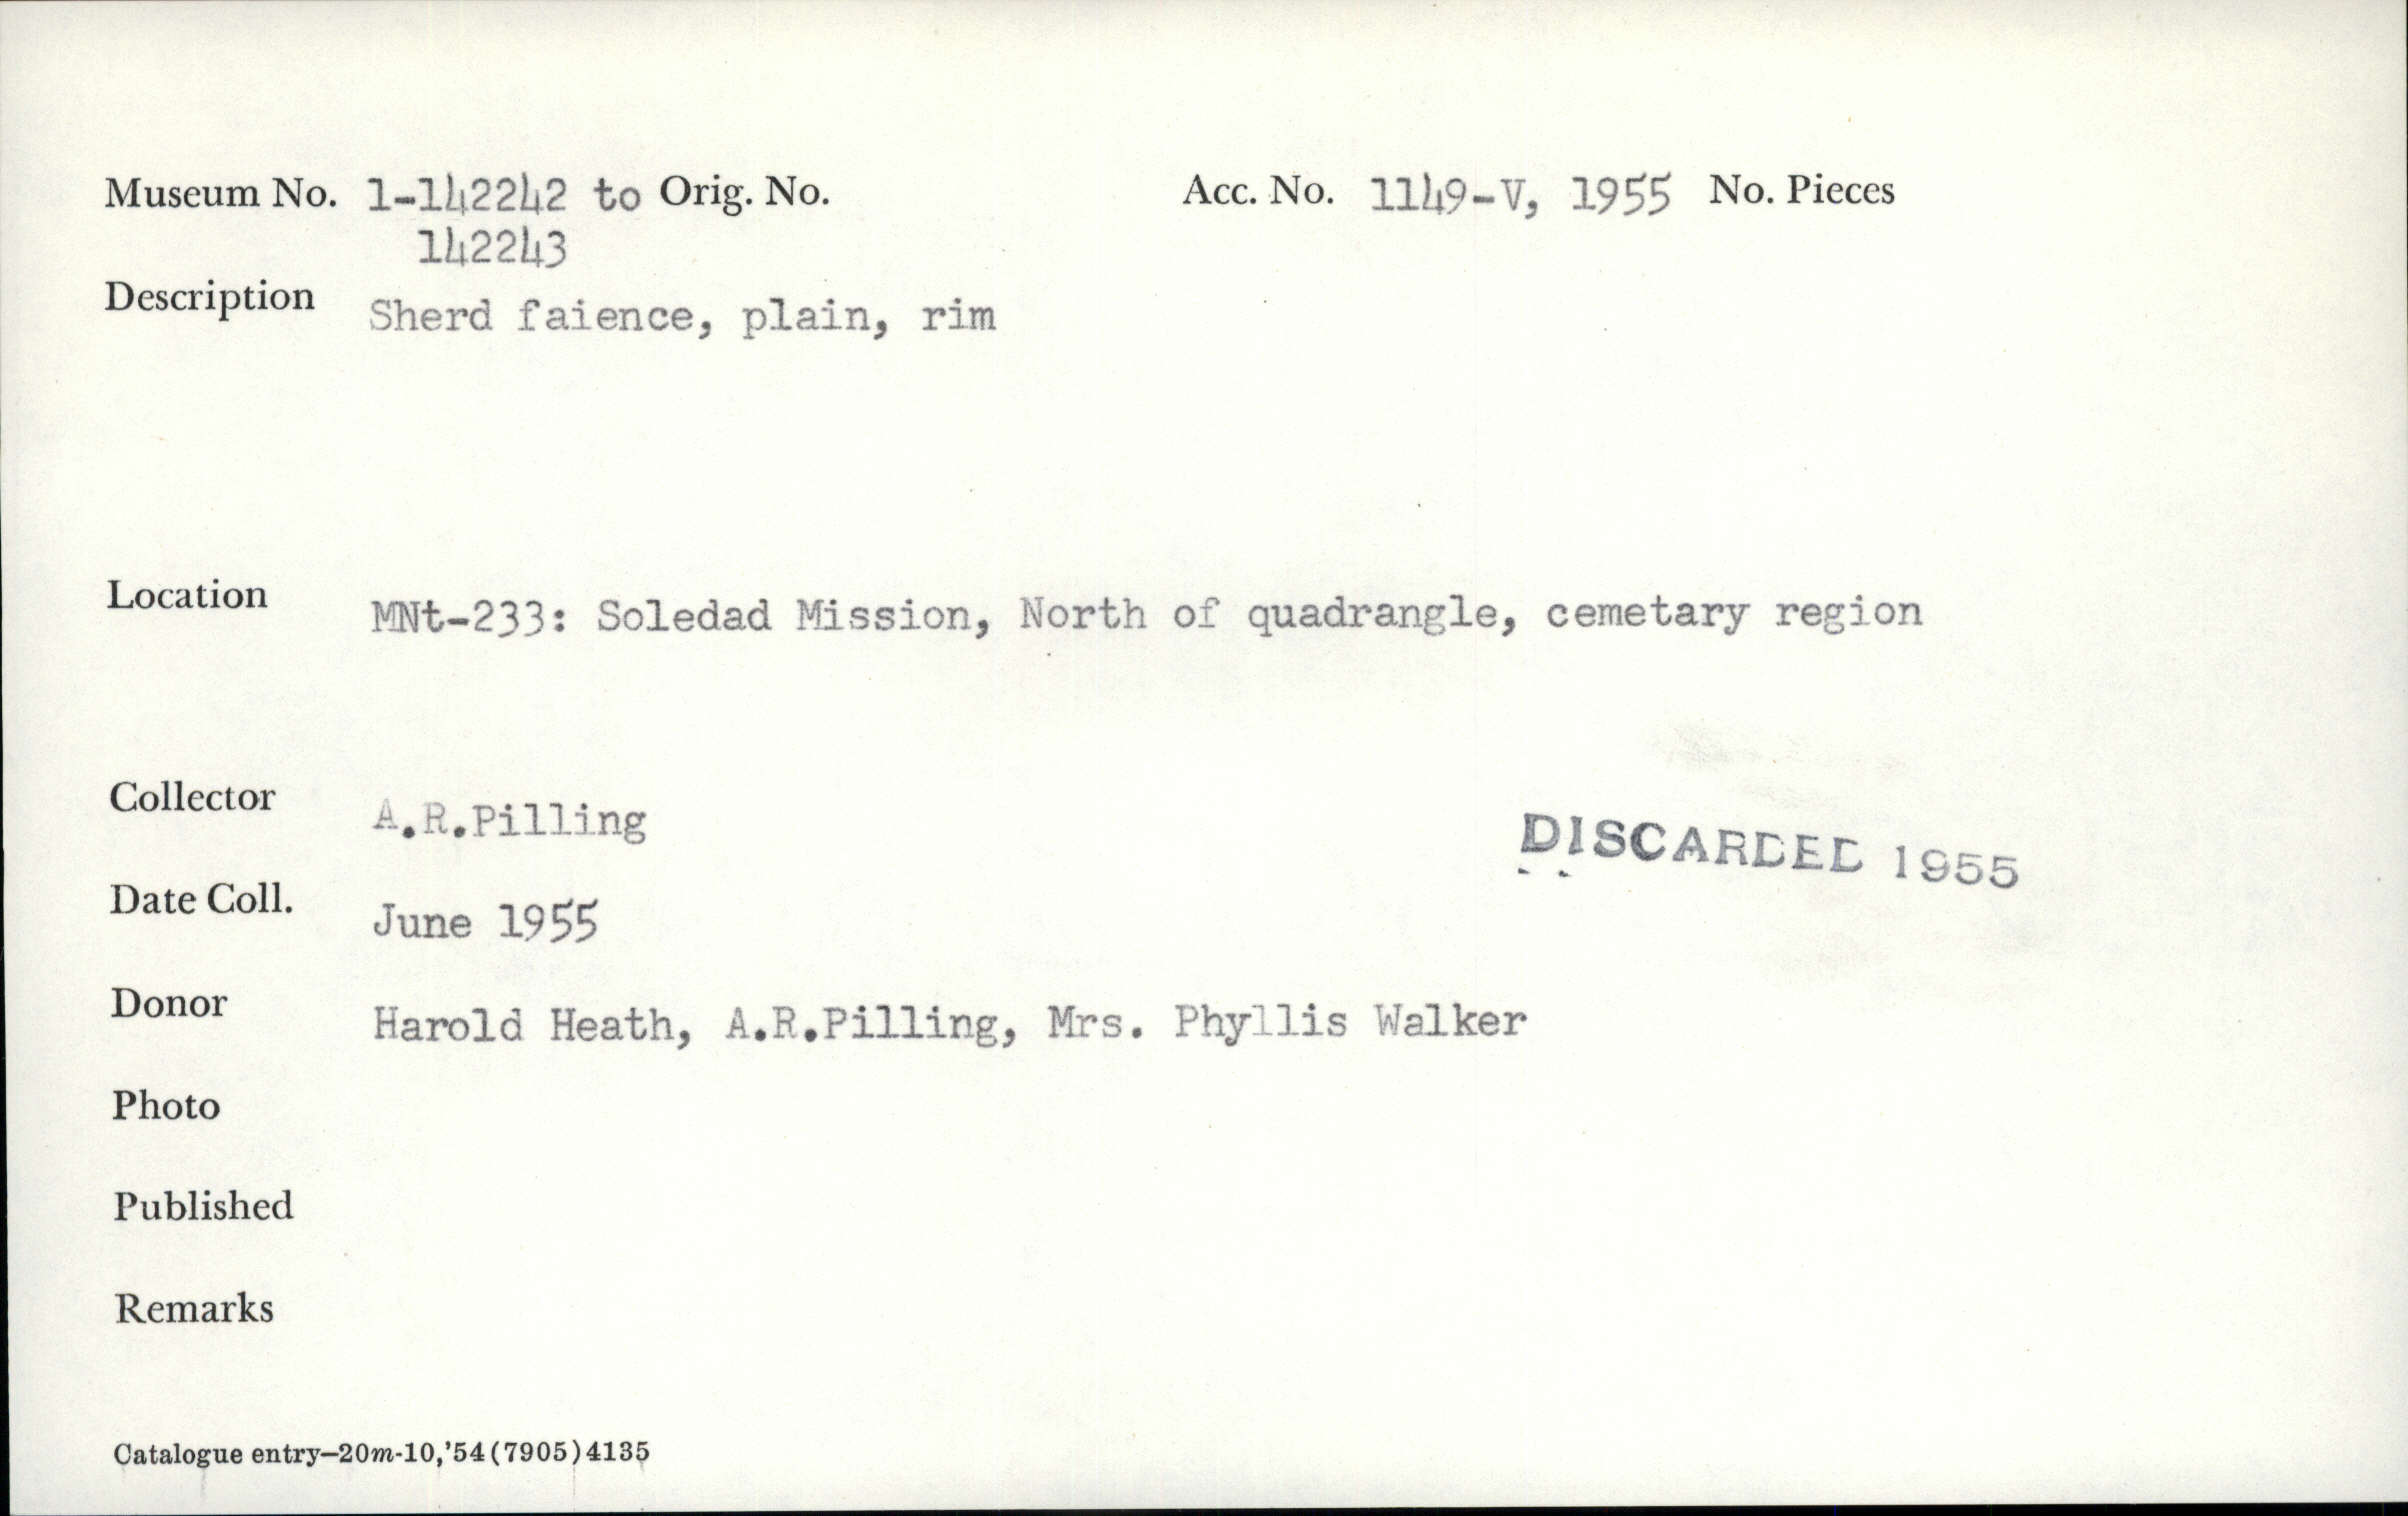 Museum No. 1-142242 to Orig. No. Acc. No. 1149-V, 1955 No. Pieces
142243
Description Sherd faience, plain, rim
Location MNt-233: Soledad Mission, North of quadrangle, cemetary region
Collector A.R.Pilling
DISCARDED 1955
Date Coll. June 1955
Donor Harold Heath, A.R.Pilling, Mrs. Phyllis Walker
Photo
Published
Remarks
Catalogue entry—20m-10,'54(7905)4135